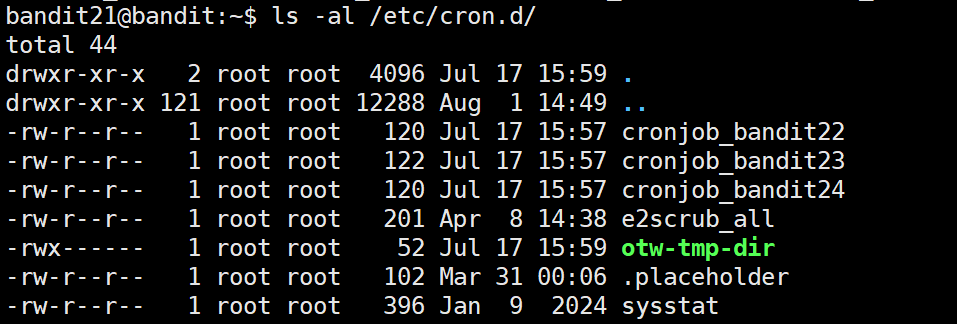 bandit21@bandit:~$ ls -al /etc/cron.d/
total 44
drwxr-xr-x   2 root root  4096 Jul 17 15:59 .
drwxr-xr-x 121 root root 12288 Aug  1 14:49 ..
-rw-r--r--   1 root root   120 Jul 17 15:57 cronjob_bandit22
-rw-r--r--   1 root root   122 Jul 17 15:57 cronjob_bandit23
-rw-r--r--   1 root root   120 Jul 17 15:57 cronjob_bandit24
-rw-r--r--   1 root root   201 Apr  8 14:38 e2scrub_all
-rwx------   1 root root    52 Jul 17 15:59 otw-tmp-dir
-rw-r--r--   1 root root   102 Mar 31 00:06 .placeholder
-rw-r--r--   1 root root   396 Jan  9  2024 sysstat